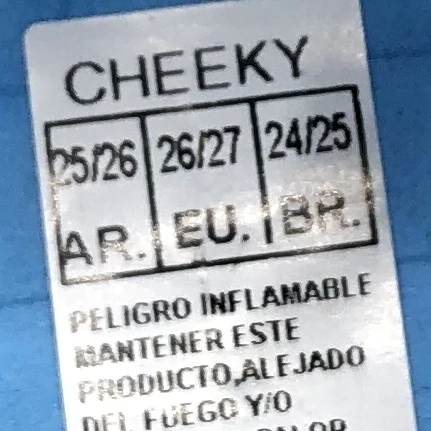 CHEEKY
25/26 26/27 24/25
AR. EU. BR.
PELIGRO INFLAMABLE
MANTENER ESTE
PRODUCTO,ALEJADO
DEL FUEGO Y/O